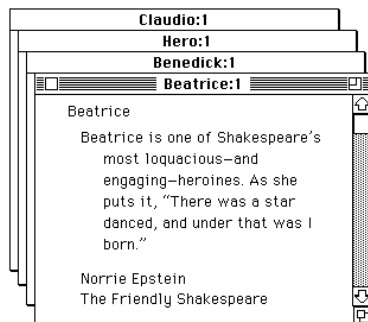 Claudio:1
Hero:1
Benedick:1
Beatrice:1
Beatrice
Beatrice is one of Shakespeare's
most loquacious—and
engaging—heroines. As she
puts it, “There was a star
danced, and under that was I
born.”
Norrie Epstein
The Friendly Shakespeare